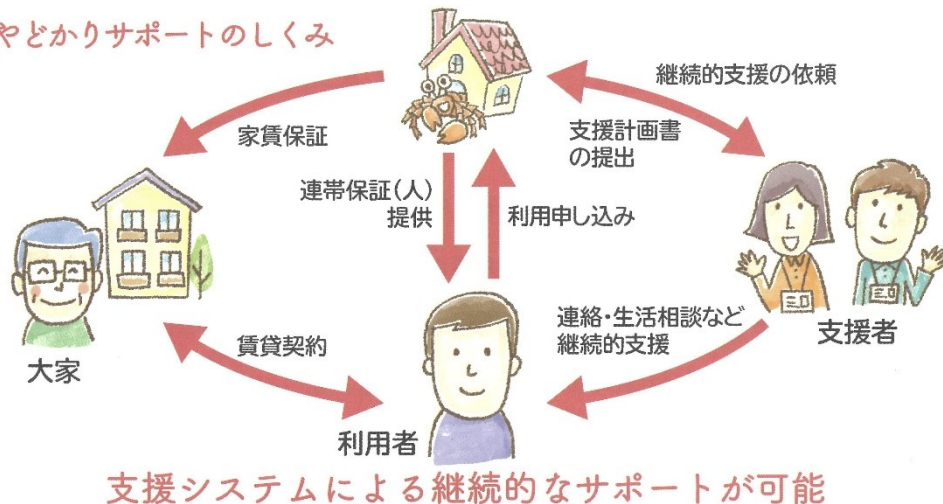 やどかりサポートのしくみ
継続的支援の依頼
家賃保証
支援計画書
の提出
連帯保証(人)
提供
利用申し込み
賃貸契約
連絡・生活相談など
継続的支援
支援者
大家
利用者
支援システムによる継続的なサポートが可能